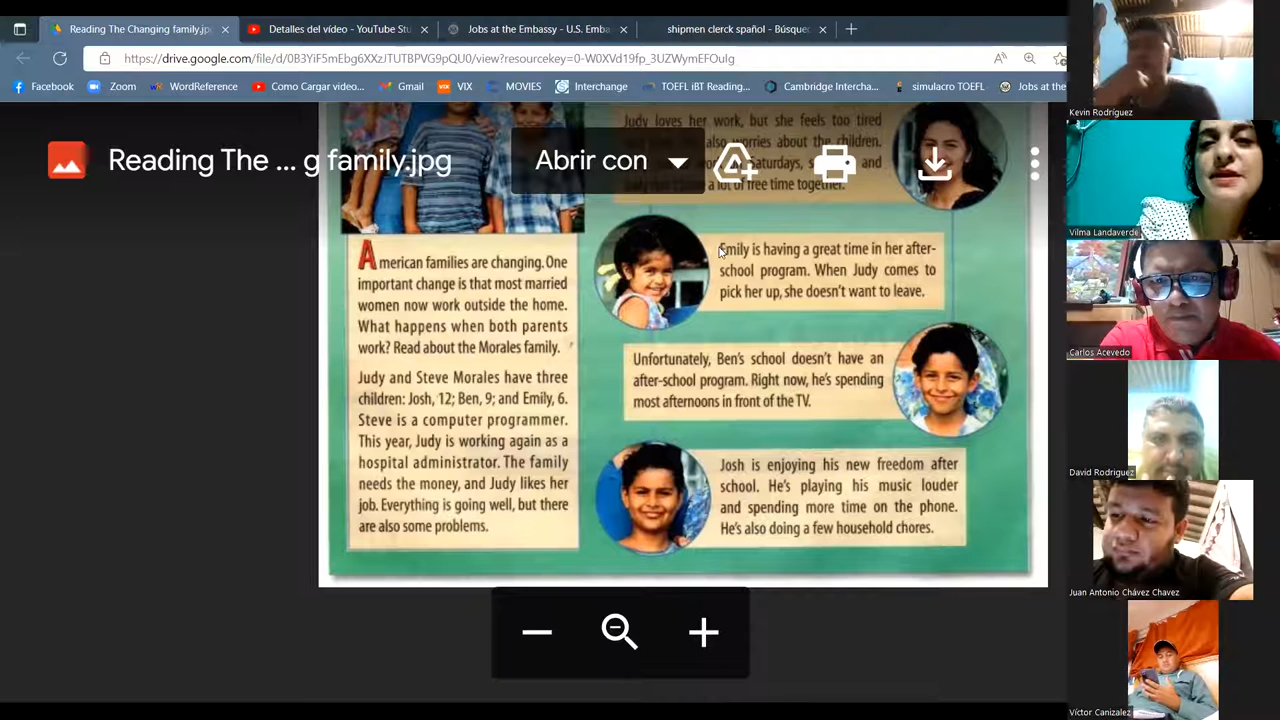 Reading The Changing family.jp
Detalles del vídeo - YouTube Stu
Jobs at the Embassy - U.S. Emba
shipmen clerck spañol - Búsque
https://drive.google.com/file/d/0B3YiF5mEbg6XXzJTUTBPVG9pQU0/view?resourcekey=0-W0XVd19fp_3UZWymEFOuIg
Facebook
Zoom
WordReference
Como Cargar video...
Gmail
VIX
MOVIES
Interchange
TOEFL iBT Reading...
Cambridge Intercha...
simulacro TOEFL
Jobs at the
Reading The ... g family.jpg
Abrir con
Judy loves her work, but she feels too tired
also worries about the children.
Saturdays, and
a lot of free time together.
American families are changing. One
important change is that most married
women now work outside the home.
What happens when both parents
work? Read about the Morales family.
Judy and Steve Morales have three
children: Josh, 12; Ben, 9; and Emily, 6.
Steve is a computer programmer.
This year, Judy is working again as a
hospital administrator. The family
needs the money, and Judy likes her
job. Everything is going well, but there
are also some problems.
Emily is having a great time in her after-
school program. When Judy comes to
pick her up, she doesn't want to leave.
Unfortunately, Ben's school doesn't have an
after-school program. Right now, he's spending
most afternoons in front of the TV.
Josh is enjoying his new freedom after
school. He's playing his music louder
and spending more time on the phone.
He's also doing a few household chores.
Kevin Rodríguez
Vilma Landaverde
Carlos Acevedo
David Rodriguez
Juan Antonio Chávez Chavez
Víctor Canizalez